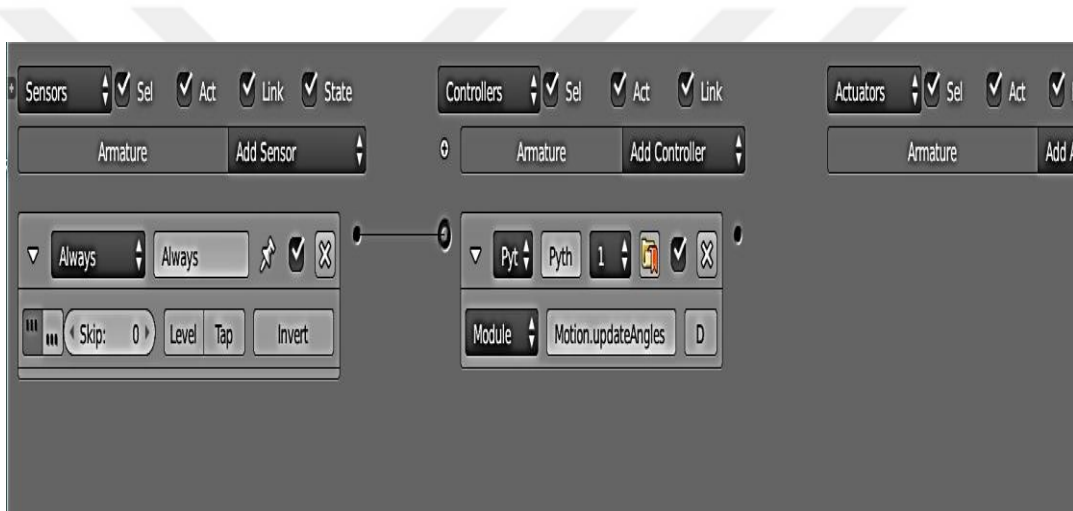 Sensors Sel Act Link State Controllers Sel Act Link Actuators Sel Act
Armature Add Sensor Armature Add Controller Armature Add
Always Always Pyt Pyth 1
Skip: 0 Level Tap Invert Module Motion.updateAngles D